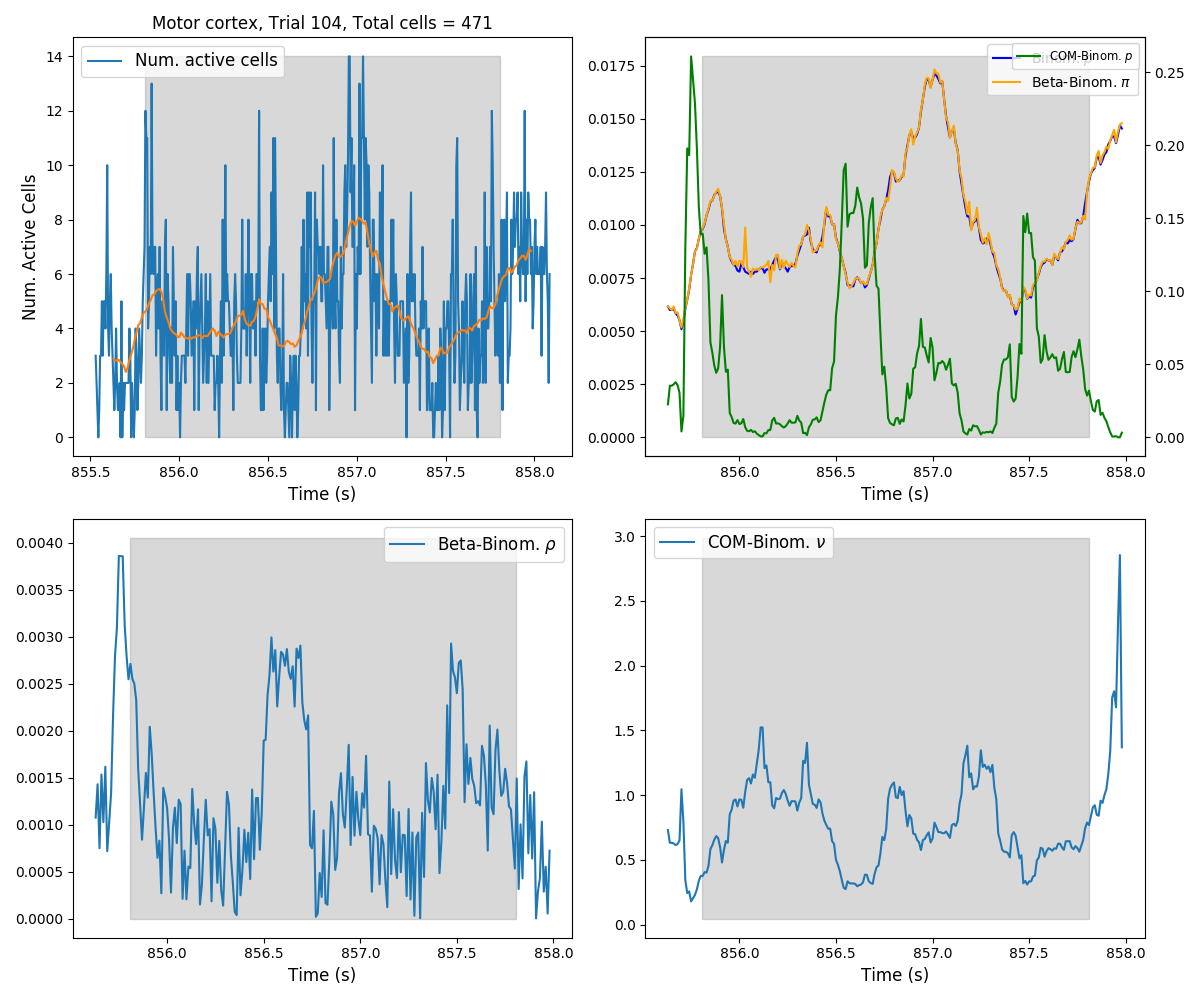 Motor cortex, Trial 104, Total cells = 471
Num. active cells
Num. Active Cells
14
12
10
8
6
4
2
0
855.5 856.0 856.5 857.0 857.5 858.0
Time (s)
COM-Binom. p
Beta-Binom. π
0.0175
0.0150
0.0125
0.0100
0.0075
0.0050
0.0025
0.0000
0.25
0.20
0.15
0.10
0.05
0.00
856.0 856.5 857.0 857.5 858.0
Time (s)
Beta-Binom. ρ
0.0040
0.0035
0.0030
0.0025
0.0020
0.0015
0.0010
0.0005
0.0000
856.0 856.5 857.0 857.5 858.0
Time (s)
COM-Binom. ν
3.0
2.5
2.0
1.5
1.0
0.5
0.0
856.0 856.5 857.0 857.5 858.0
Time (s)